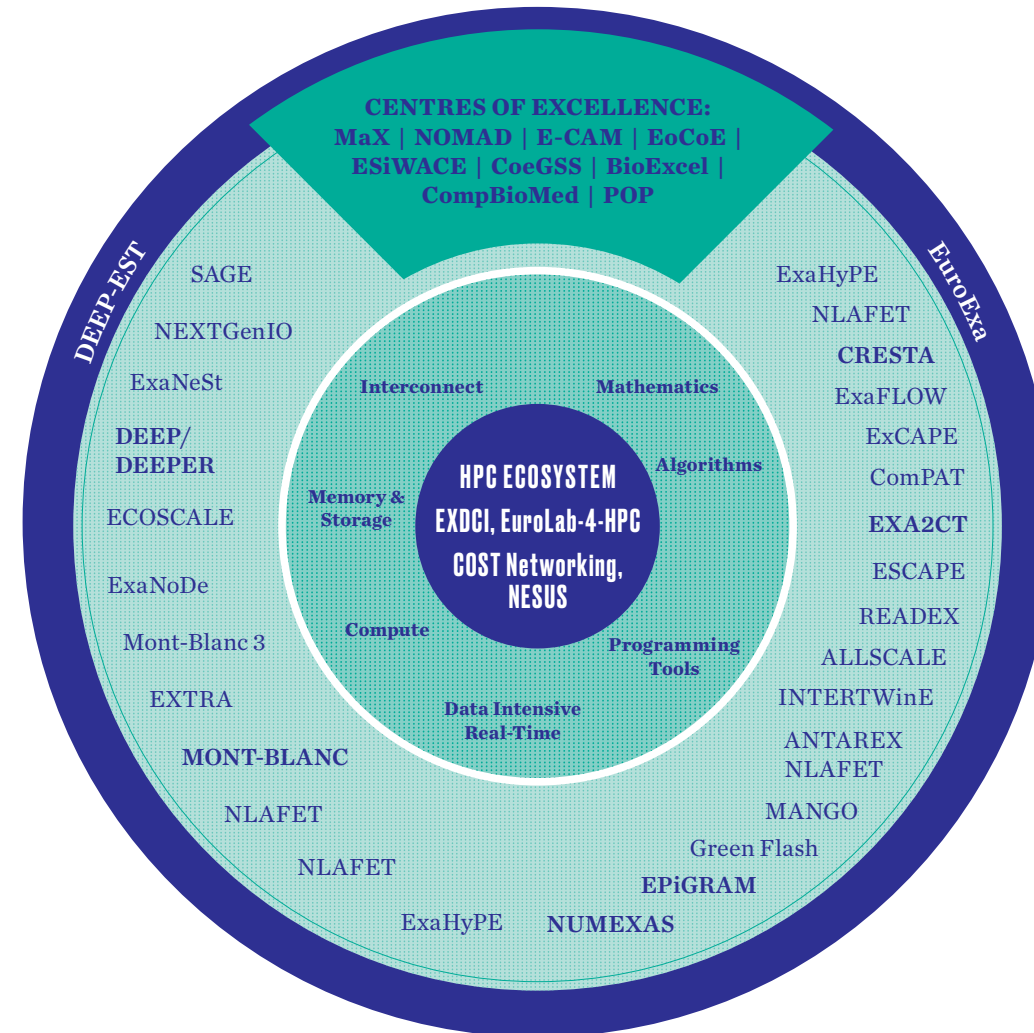 CENTRES OF EXCELLENCE:
MaX | NOMAD | E-CAM | EoCoE |
ESiWACE | CoeGSS | BioExcel |
CompBioMed | POP
DEEP-EST
EuroExa
SAGE
NEXTGenIO
ExaNeSt
DEEP/
DEEPER
ECOSCALE
ExaNoDe
Mont-Blanc 3
EXTRA
MONT-BLANC
NLAFET
NLAFET
ExaHyPE
NUMEXAS
EPiGRAM
Green Flash
MANGO
ExaHyPE
NLAFET
CRESTA
ExaFLOW
ExCAPE
ComPAT
EXA2CT
ESCAPE
READEX
ALLSCALE
INTERTWinE
ANTAREX
NLAFET
Interconnect
Mathematics
Algorithms
Memory &
Storage
Compute
Programming
Tools
Data Intensive
Real-Time
HPC ECOSYSTEM
EXDCI, EuroLab-4-HPC
COST Networking,
NESUS